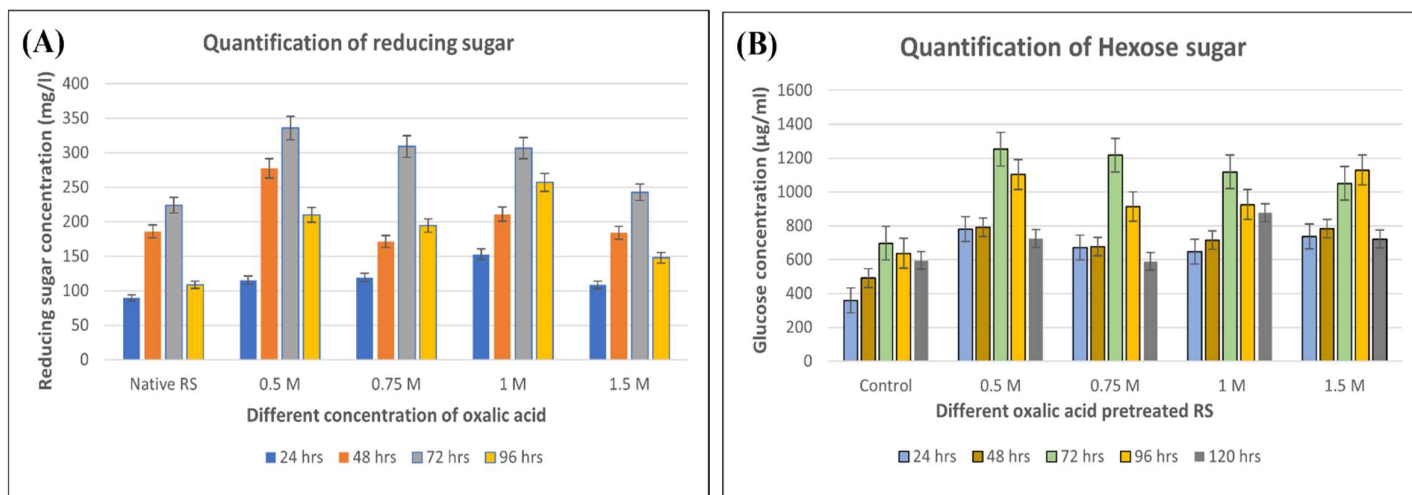 (A)
Quantification of reducing sugar
Reducing sugar concentration (mg/l)
400
350
300
250
200
150
100
50
0
Native RS 0.5 M 0.75 M 1 M 1.5 M
Different concentration of oxalic acid
24 hrs 48 hrs 72 hrs 96 hrs
(B)
Quantification of Hexose sugar
Glucose concentration (µg/ml)
1600
1400
1200
1000
800
600
400
200
0
Control 0.5 M 0.75 M 1 M 1.5 M
Different oxalic acid pretreated RS
24 hrs 48 hrs 72 hrs 96 hrs 120 hrs